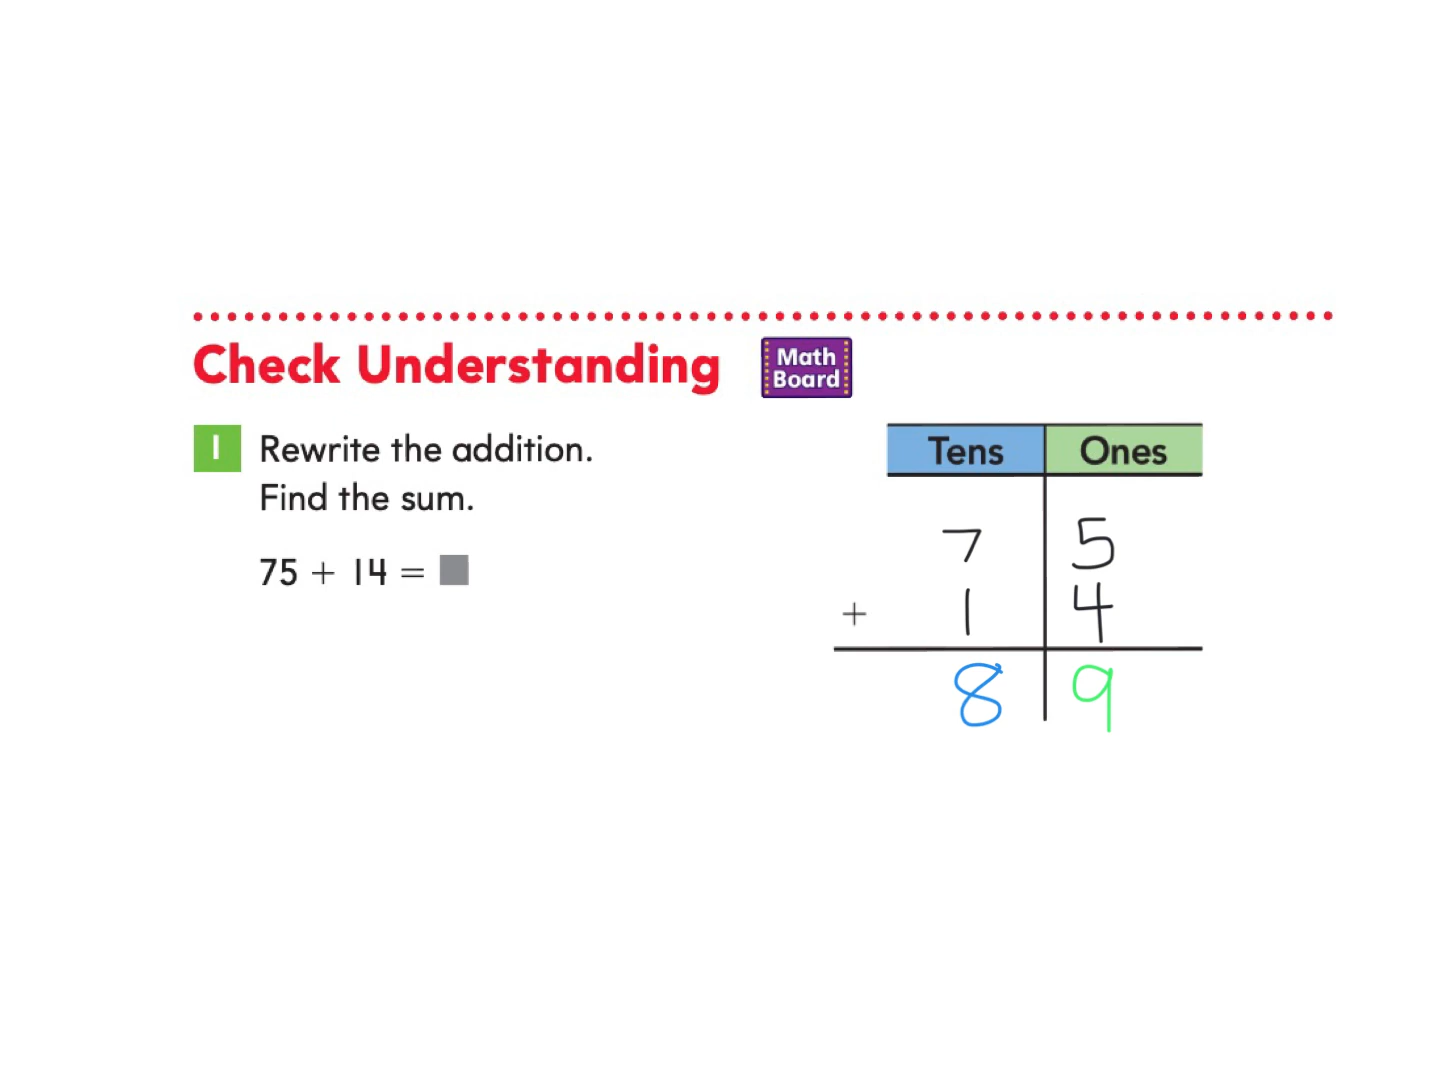 Check Understanding
Math
Board
1 Rewrite the addition.
Find the sum.
75 + 14 =
Tens Ones
7 5
+ 1 4
8 9